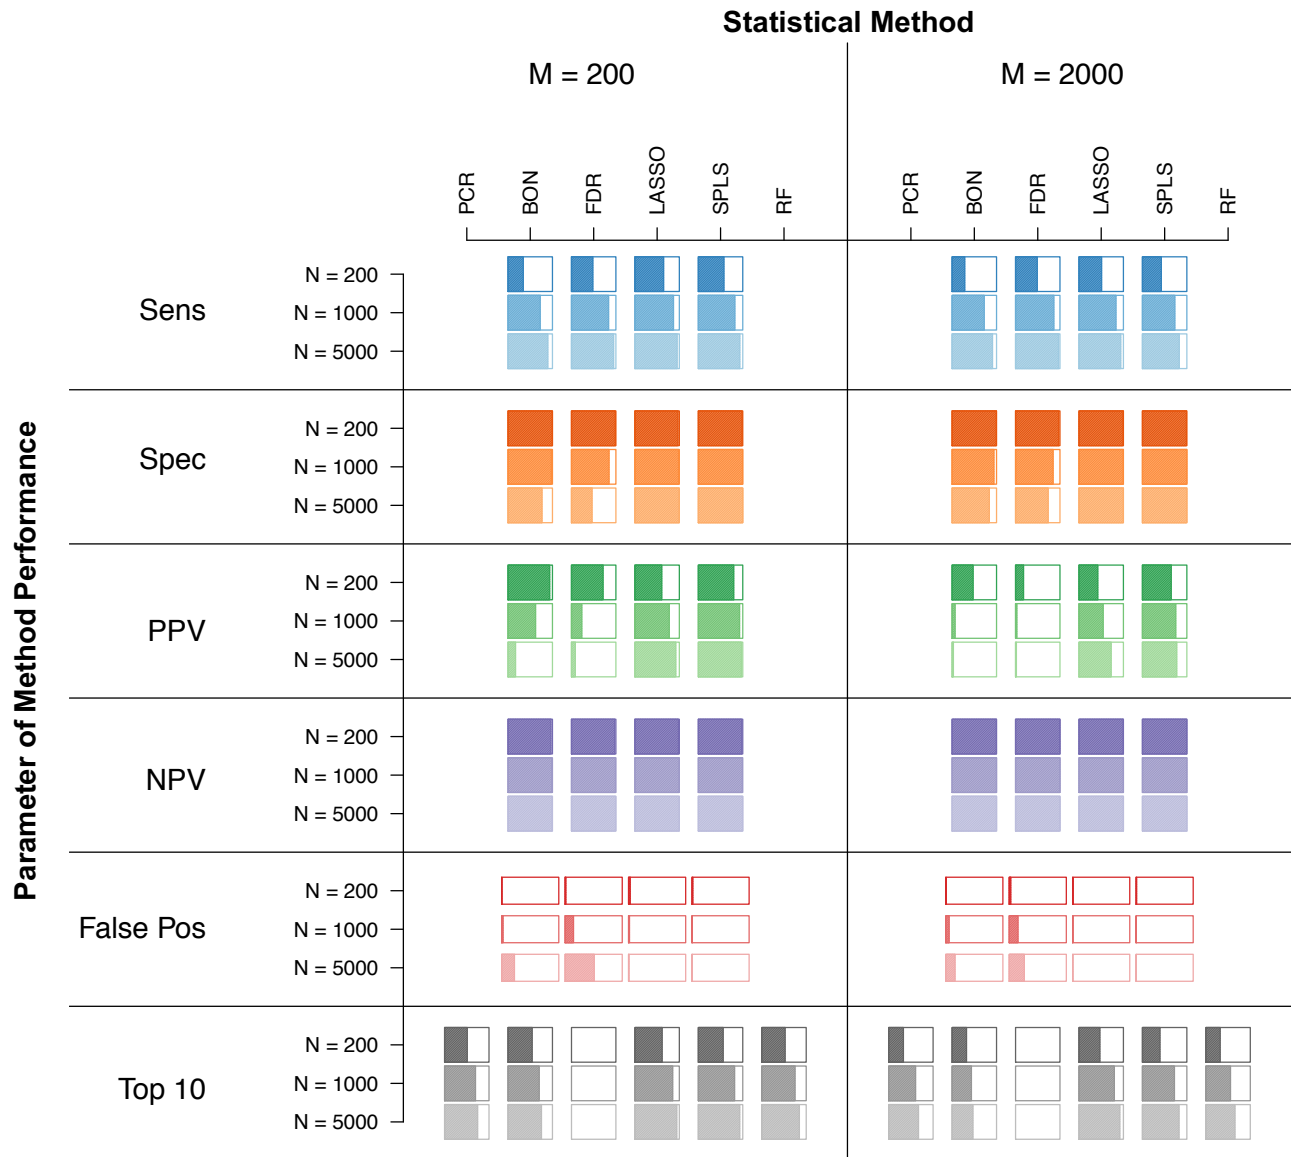 Statistical Method
M = 200
M = 2000
PCR
BON
FDR
LASSO
SPLS
RF
PCR
BON
FDR
LASSO
SPLS
RF
Parameter of Method Performance
Sens
N = 200
N = 1000
N = 5000
Spec
N = 200
N = 1000
N = 5000
PPV
N = 200
N = 1000
N = 5000
NPV
N = 200
N = 1000
N = 5000
False Pos
N = 200
N = 1000
N = 5000
Top 10
N = 200
N = 1000
N = 5000